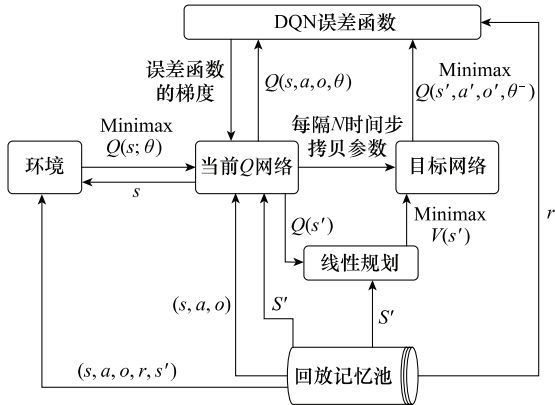 DQN误差函数
误差函数
的梯度
Q(s,a,o,θ)
Minimax
Q(s′,a′,o′,θ⁻)
Minimax
Q(s;θ)
每隔N时间步
拷贝参数
环境
当前Q网络
目标网络
s
r
Q(s′)
Minimax
V(s′)
线性规划
(s,a,o)
S′
S′
(s,a,o,r,s′)
回放记忆池